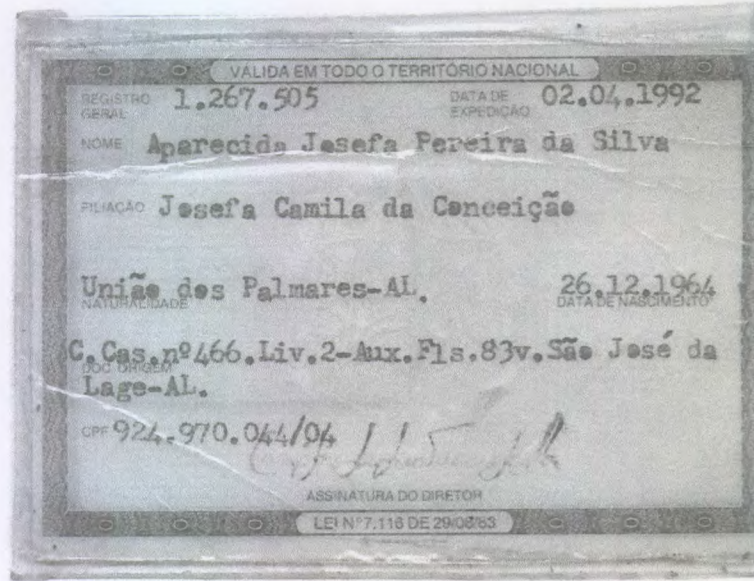 VÁLIDA EM TODO O TERRITÓRIO NACIONAL
REGISTRO GERAL 1.267.505 DATA DE EXPEDIÇÃO 02.04.1992
NOME Aparecida Josefa Pereira da Silva
FILIAÇÃO Josefa Camila da Conceição
União dos Palmares-AL. 26.12.1964
NATURALIDADE DATA DE NASCIMENTO
C.Cas.nº466.Liv.2-Aux.Fls.83v.São José da
DOC ORIGEM
Lage-AL.
CPF 924.970.044/04
ASSINATURA DO DIRETOR
LEI Nº 7.116 DE 29/08/83